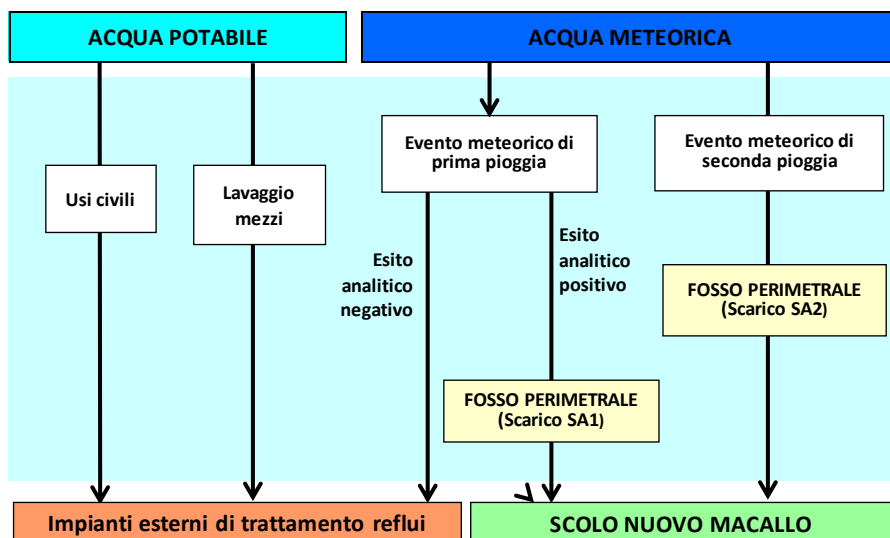 ACQUA POTABILE
ACQUA METEORICA
Evento meteorico di
prima pioggia
Evento meteorico di
seconda pioggia
Usi civili
Lavaggio
mezzi
Esito
analitico
negativo
Esito
analitico
positivo
FOSSO PERIMETRALE
(Scarico SA2)
FOSSO PERIMETRALE
(Scarico SA1)
Impianti esterni di trattamento reflui
SCOLO NUOVO MACALLO